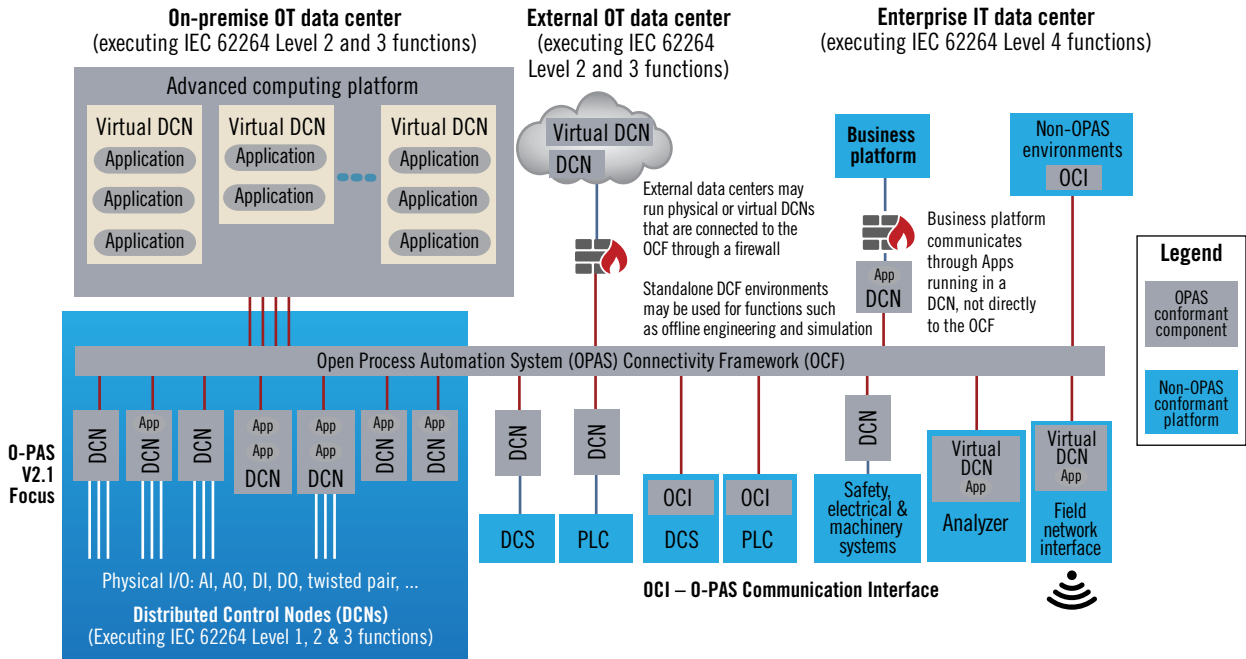 On-premise OT data center
(executing IEC 62264 Level 2 and 3 functions)
External OT data center
(executing IEC 62264
Level 2 and 3 functions)
Enterprise IT data center
(executing IEC 62264 Level 4 functions)
Advanced computing platform
Virtual DCN
Application
Application
Application
Virtual DCN
Application
Application
Virtual DCN
Application
Application
Application
Virtual DCN
DCN
External data centers may
run physical or virtual DCNs
that are connected to the
OCF through a firewall
Standalone DCF environments
may be used for functions such
as offline engineering and simulation
Business
platform
App
DCN
Business platform
communicates
through Apps
running in a
DCN, not directly
to the OCF
Non-OPAS
environments
OCI
Legend
OPAS
conformant
component
Non-OPAS
conformant
platform
Open Process Automation System (OPAS) Connectivity Framework (OCF)
O-PAS
V2.1
Focus
DCN
App
DCN
DCN
App
App
DCN
App
App
DCN
App
DCN
App
DCN
Physical I/O: AI, AO, DI, DO, twisted pair, ...
Distributed Control Nodes (DCNs)
(Executing IEC 62264 Level 1, 2 & 3 functions)
DCN
DCS
DCN
PLC
OCI
DCS
OCI
PLC
DCN
Safety,
electrical &
machinery
systems
Virtual
DCN
App
Analyzer
Virtual
DCN
App
Field
network
interface
OCI – O-PAS Communication Interface